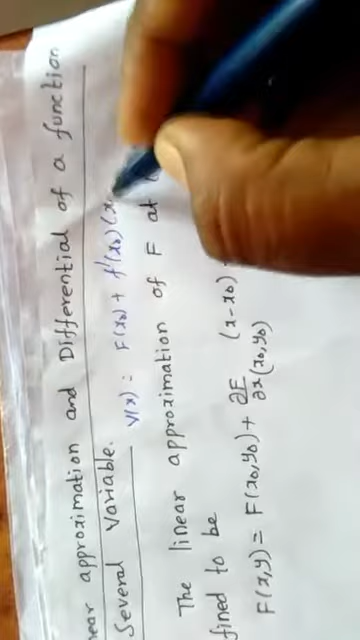 near approximation and Differential of a function
Several Variable. V(x) = F(x₀) + f'(x₀)(x
The linear approximation of F at
fined to be
F(x,y) = F(x₀,y₀) + ∂F/∂x (x₀,y₀) (x-x₀)